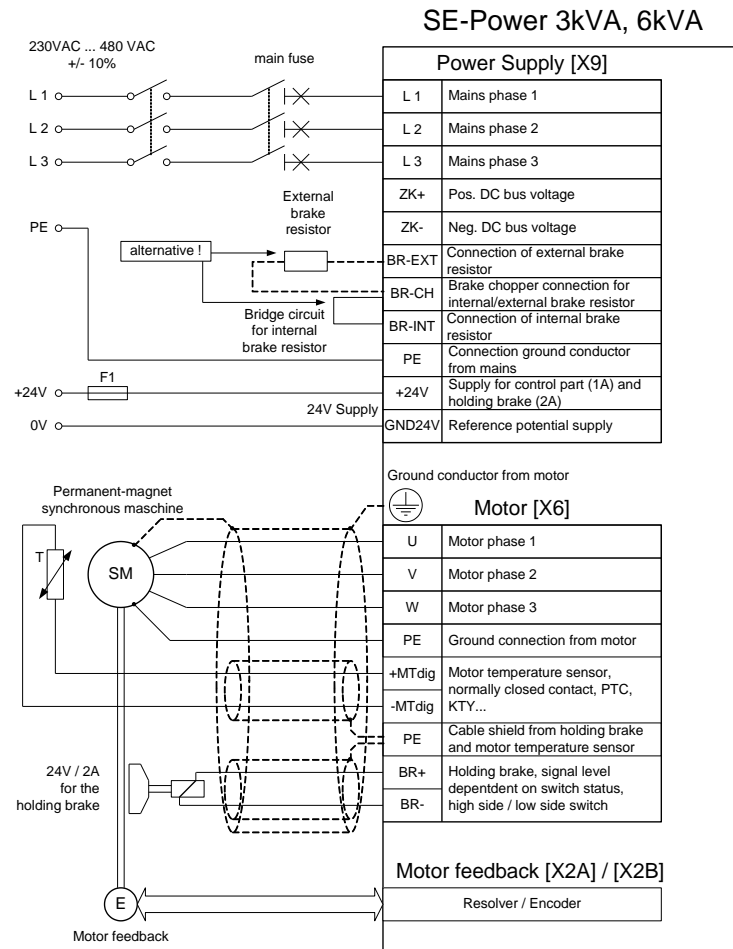 SE-Power 3kVA, 6kVA
230VAC ... 480 VAC
+/- 10%
main fuse
Power Supply [X9]
L 1
L 1
Mains phase 1
L 2
L 2
Mains phase 2
L 3
L 3
Mains phase 3
ZK+
Pos. DC bus voltage
External
brake
resistor
ZK-
Neg. DC bus voltage
PE
alternative !
BR-EXT
Connection of external brake
resistor
BR-CH
Brake chopper connection for
internal/external brake resistor
Bridge circuit
for internal
brake resistor
BR-INT
Connection of internal brake
resistor
PE
Connection ground conductor
from mains
+24V
F1
+24V
Supply for control part (1A) and
holding brake (2A)
24V Supply
0V
GND24V
Reference potential supply
Ground conductor from motor
Permanent-magnet
synchronous maschine
Motor [X6]
T
SM
U
Motor phase 1
V
Motor phase 2
W
Motor phase 3
PE
Ground connection from motor
+MTdig
-MTdig
Motor temperature sensor,
normally closed contact, PTC,
KTY...
PE
Cable shield from holding brake
and motor temperature sensor
24V / 2A
for the
holding brake
BR+
BR-
Holding brake, signal level
depentdent on switch status,
high side / low side switch
Motor feedback [X2A] / [X2B]
E
Resolver / Encoder
Motor feedback